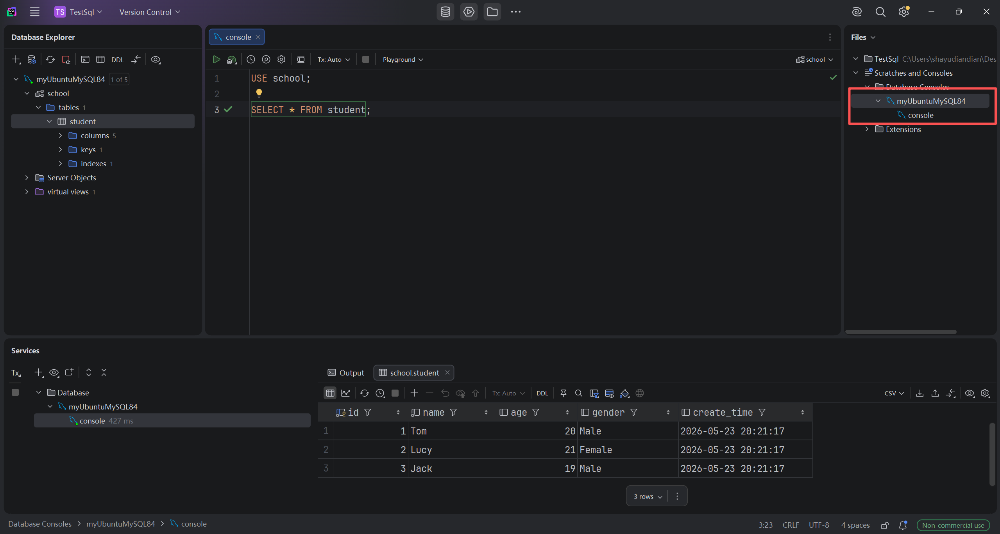 TS TestSql Version Control
Database Explorer
DDL
myUbuntuMySQL84 1 of 5
school
tables 1
student
columns 5
keys 1
indexes 1
Server Objects
virtual views 1
console
Tx: Auto Playground school
1 USE school;
2
3 SELECT * FROM student;
Files
TestSql C:\Users\shayudiandian\Des
Scratches and Consoles
Database Consoles
myUbuntuMySQL84
console
Extensions
Services
Tx
Database
myUbuntuMySQL84
console 427 ms
Output school.student
Tx: Auto DDL CSV
id name age gender create_time
1 1 Tom 20 Male 2026-05-23 20:21:17
2 2 Lucy 21 Female 2026-05-23 20:21:17
3 3 Jack 19 Male 2026-05-23 20:21:17
3 rows
Database Consoles > myUbuntuMySQL84 > console
3:23 CRLF UTF-8 4 spaces Non-commercial use